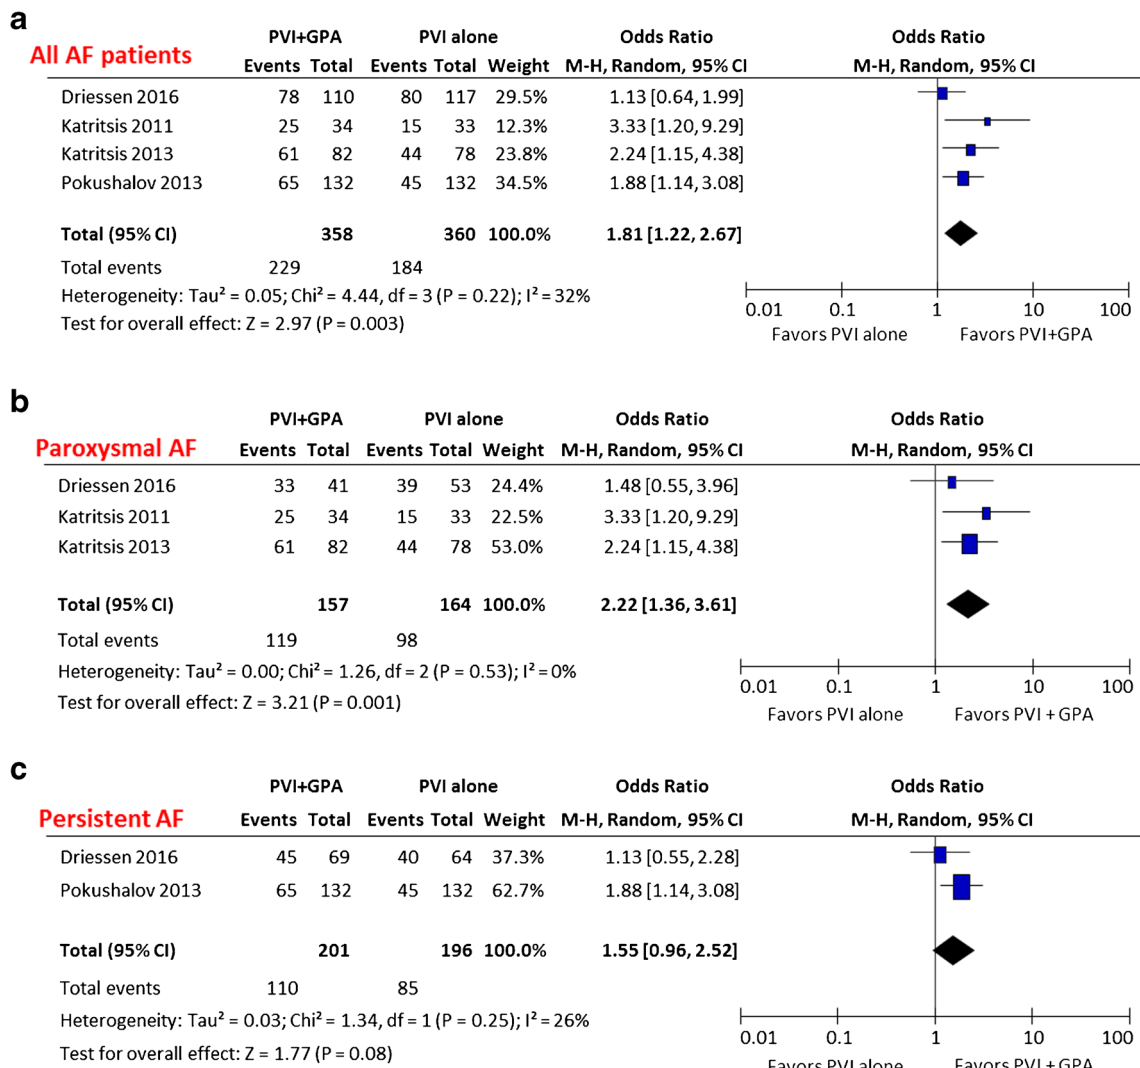 a
All AF patients
PVI+GPA PVI alone Odds Ratio Odds Ratio
Events Total Events Total Weight M-H, Random, 95% CI M-H, Random, 95% CI
Driessen 2016 78 110 80 117 29.5% 1.13 [0.64, 1.99]
Katritsis 2011 25 34 15 33 12.3% 3.33 [1.20, 9.29]
Katritsis 2013 61 82 44 78 23.8% 2.24 [1.15, 4.38]
Pokushalov 2013 65 132 45 132 34.5% 1.88 [1.14, 3.08]
Total (95% CI) 358 360 100.0% 1.81 [1.22, 2.67]
Total events 229 184
Heterogeneity: Tau² = 0.05; Chi² = 4.44, df = 3 (P = 0.22); I² = 32%
Test for overall effect: Z = 2.97 (P = 0.003)
0.01 0.1 1 10 100
Favors PVI alone Favors PVI+GPA
b
Paroxysmal AF
PVI+GPA PVI alone Odds Ratio Odds Ratio
Events Total Events Total Weight M-H, Random, 95% CI M-H, Random, 95% CI
Driessen 2016 33 41 39 53 24.4% 1.48 [0.55, 3.96]
Katritsis 2011 25 34 15 33 22.5% 3.33 [1.20, 9.29]
Katritsis 2013 61 82 44 78 53.0% 2.24 [1.15, 4.38]
Total (95% CI) 157 164 100.0% 2.22 [1.36, 3.61]
Total events 119 98
Heterogeneity: Tau² = 0.00; Chi² = 1.26, df = 2 (P = 0.53); I² = 0%
Test for overall effect: Z = 3.21 (P = 0.001)
0.01 0.1 1 10 100
Favors PVI alone Favors PVI + GPA
c
Persistent AF
PVI+GPA PVI alone Odds Ratio Odds Ratio
Events Total Events Total Weight M-H, Random, 95% CI M-H, Random, 95% CI
Driessen 2016 45 69 40 64 37.3% 1.13 [0.55, 2.28]
Pokushalov 2013 65 132 45 132 62.7% 1.88 [1.14, 3.08]
Total (95% CI) 201 196 100.0% 1.55 [0.96, 2.52]
Total events 110 85
Heterogeneity: Tau² = 0.03; Chi² = 1.34, df = 1 (P = 0.25); I² = 26%
Test for overall effect: Z = 1.77 (P = 0.08)
0.01 0.1 1 10 100
Favors PVI alone Favors PVI + GPA